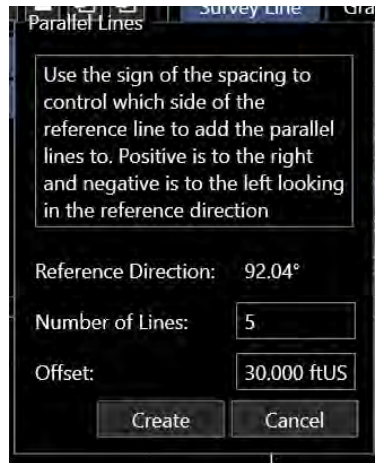 Survey Line
Parallel Lines
Use the sign of the spacing to
control which side of the
reference line to add the parallel
lines to. Positive is to the right
and negative is to the left looking
in the reference direction
Reference Direction: 92.04°
Number of Lines: 5
Offset: 30.000 ftUS
Create Cancel